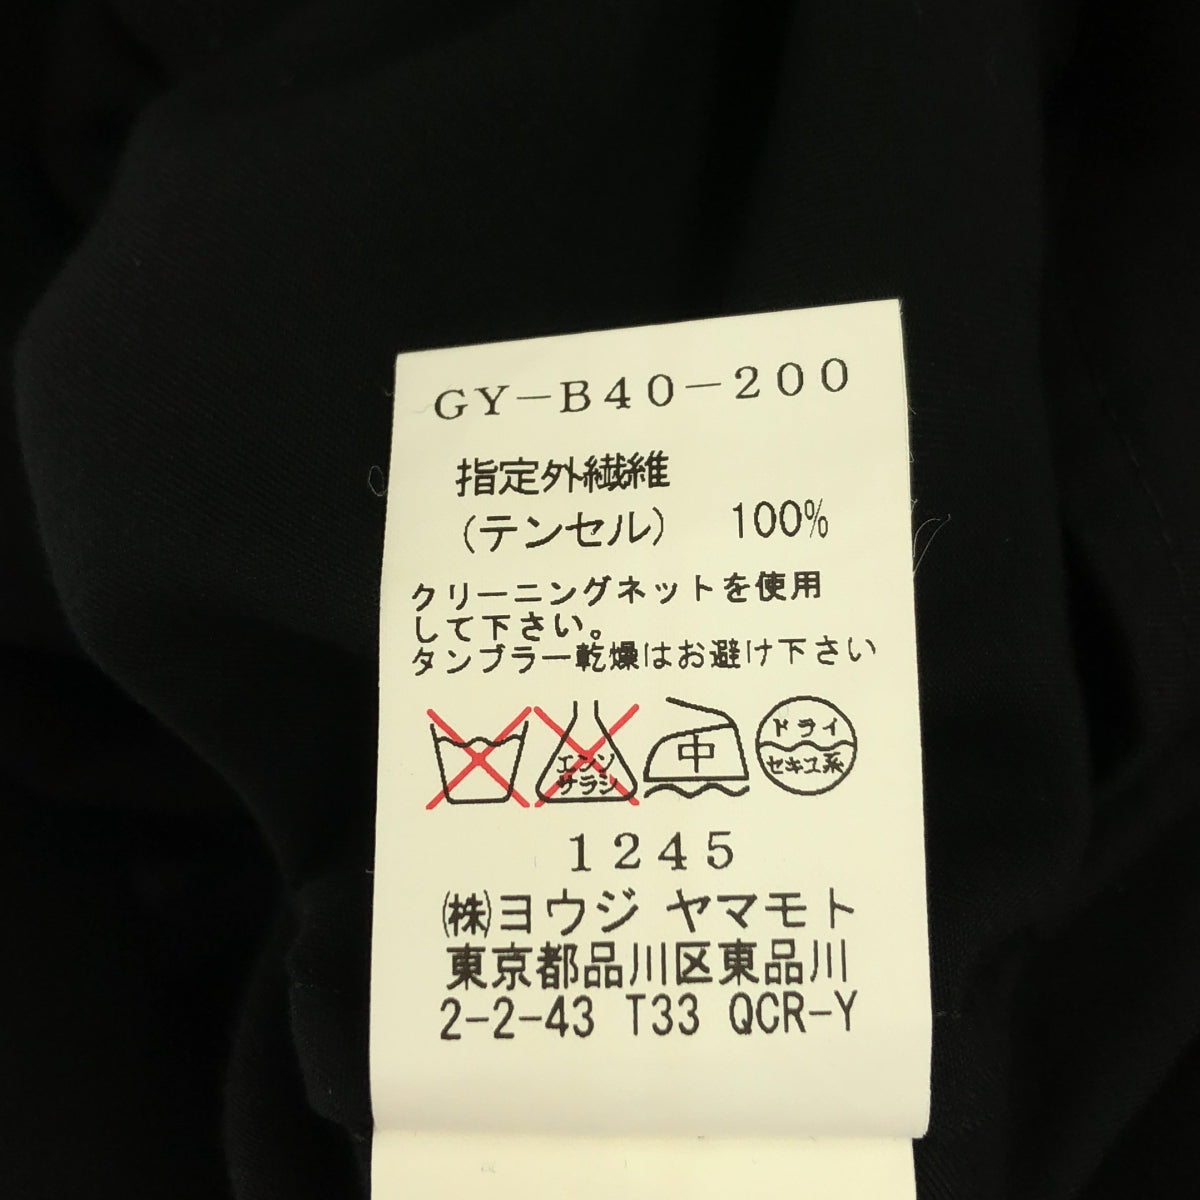 GY-B40-200
指定外繊維
(テンセル) 100%
クリーニングネットを使用
して下さい。
タンブラー乾燥はお避け下さい
エンソ
サラシ
中
ドライ
セキユ系
1245
(株)ヨウジ ヤマモト
東京都品川区東品川
2-2-43 T33 QCR-Y